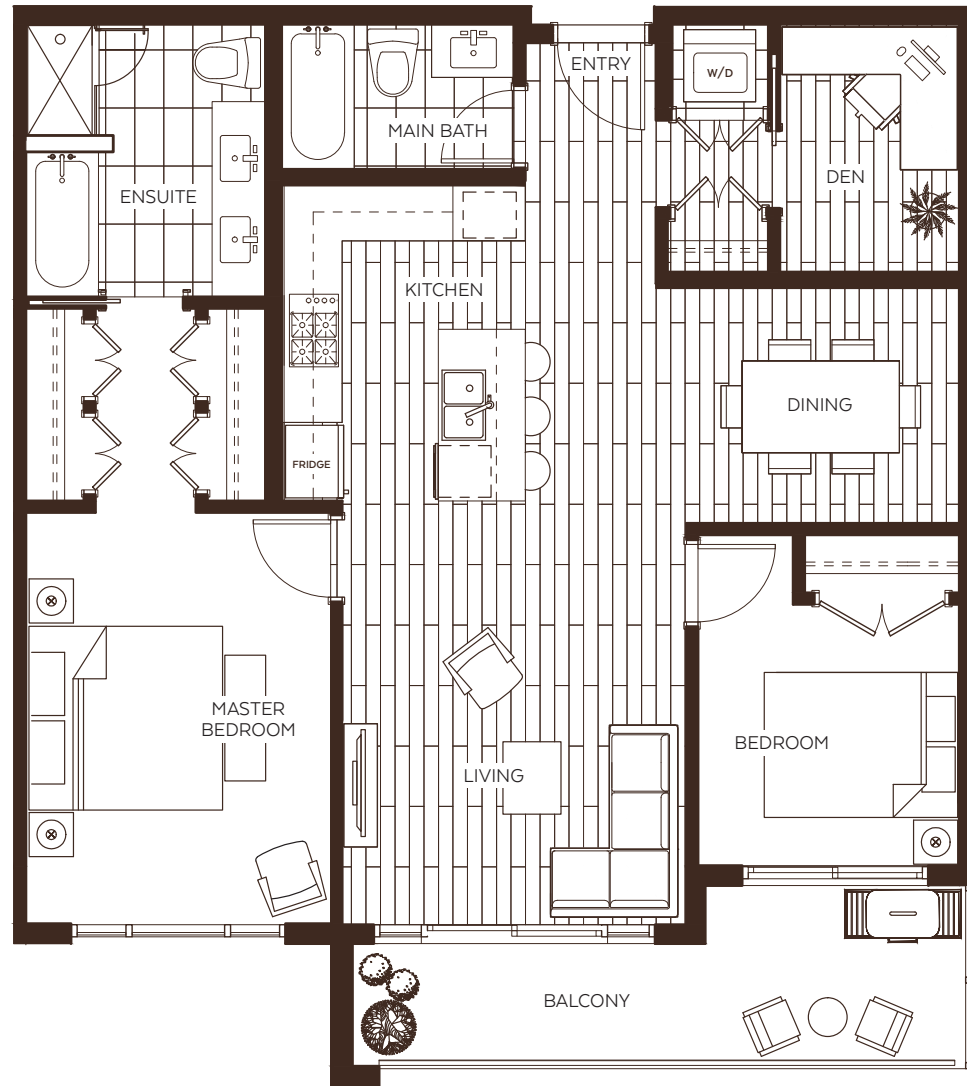 ENTRY
W/D
MAIN BATH
DEN
ENSUITE
KITCHEN
DINING
FRIDGE
MASTER
BEDROOM
BEDROOM
LIVING
BALCONY